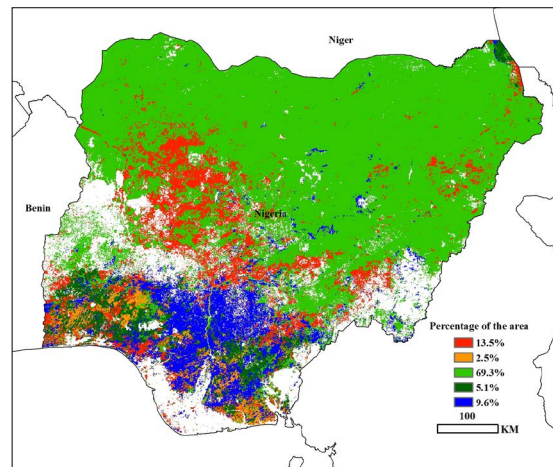 Niger
Benin
Nigeria
Percentage of the area
13.5%
2.5%
69.3%
5.1%
9.6%
100
KM